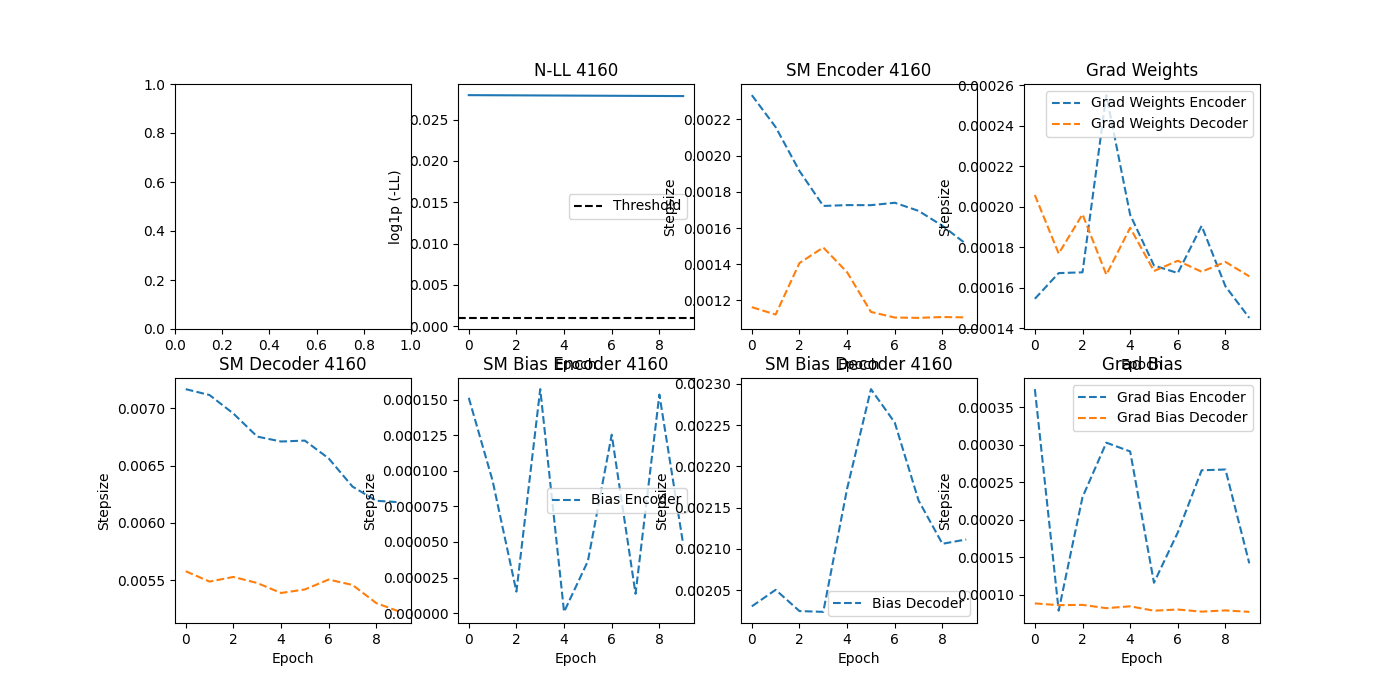 N-LL 4160
SM Encoder 4160
Grad Weights
1.0
0.8
0.6
0.4
0.2
0.0
0.0 0.2 0.4 0.6 0.8 1.0
log1p (-LL)
0.025
0.020
0.015
0.010
0.005
0.000
Threshold
0 2 4 6 8
Epoch
Stepsize
0.0022
0.0020
0.0018
0.0016
0.0014
0.0012
0 2 4 6 8
Epoch
Stepsize
0.00026
0.00024
0.00022
0.00020
0.00018
0.00016
0.00014
Grad Weights Encoder
Grad Weights Decoder
0 2 4 6 8
Epoch
SM Decoder 4160
SM Bias Encoder 4160
SM Bias Decoder 4160
Grad Bias
Stepsize
0.0070
0.0065
0.0060
0.0055
0 2 4 6 8
Epoch
Stepsize
0.000150
0.000125
0.000100
0.000075
0.000050
0.000025
0.000000
Bias Encoder
0 2 4 6 8
Epoch
Stepsize
0.00230
0.00225
0.00220
0.00215
0.00210
0.00205
Bias Decoder
0 2 4 6 8
Epoch
Stepsize
0.00035
0.00030
0.00025
0.00020
0.00015
0.00010
Grad Bias Encoder
Grad Bias Decoder
0 2 4 6 8
Epoch